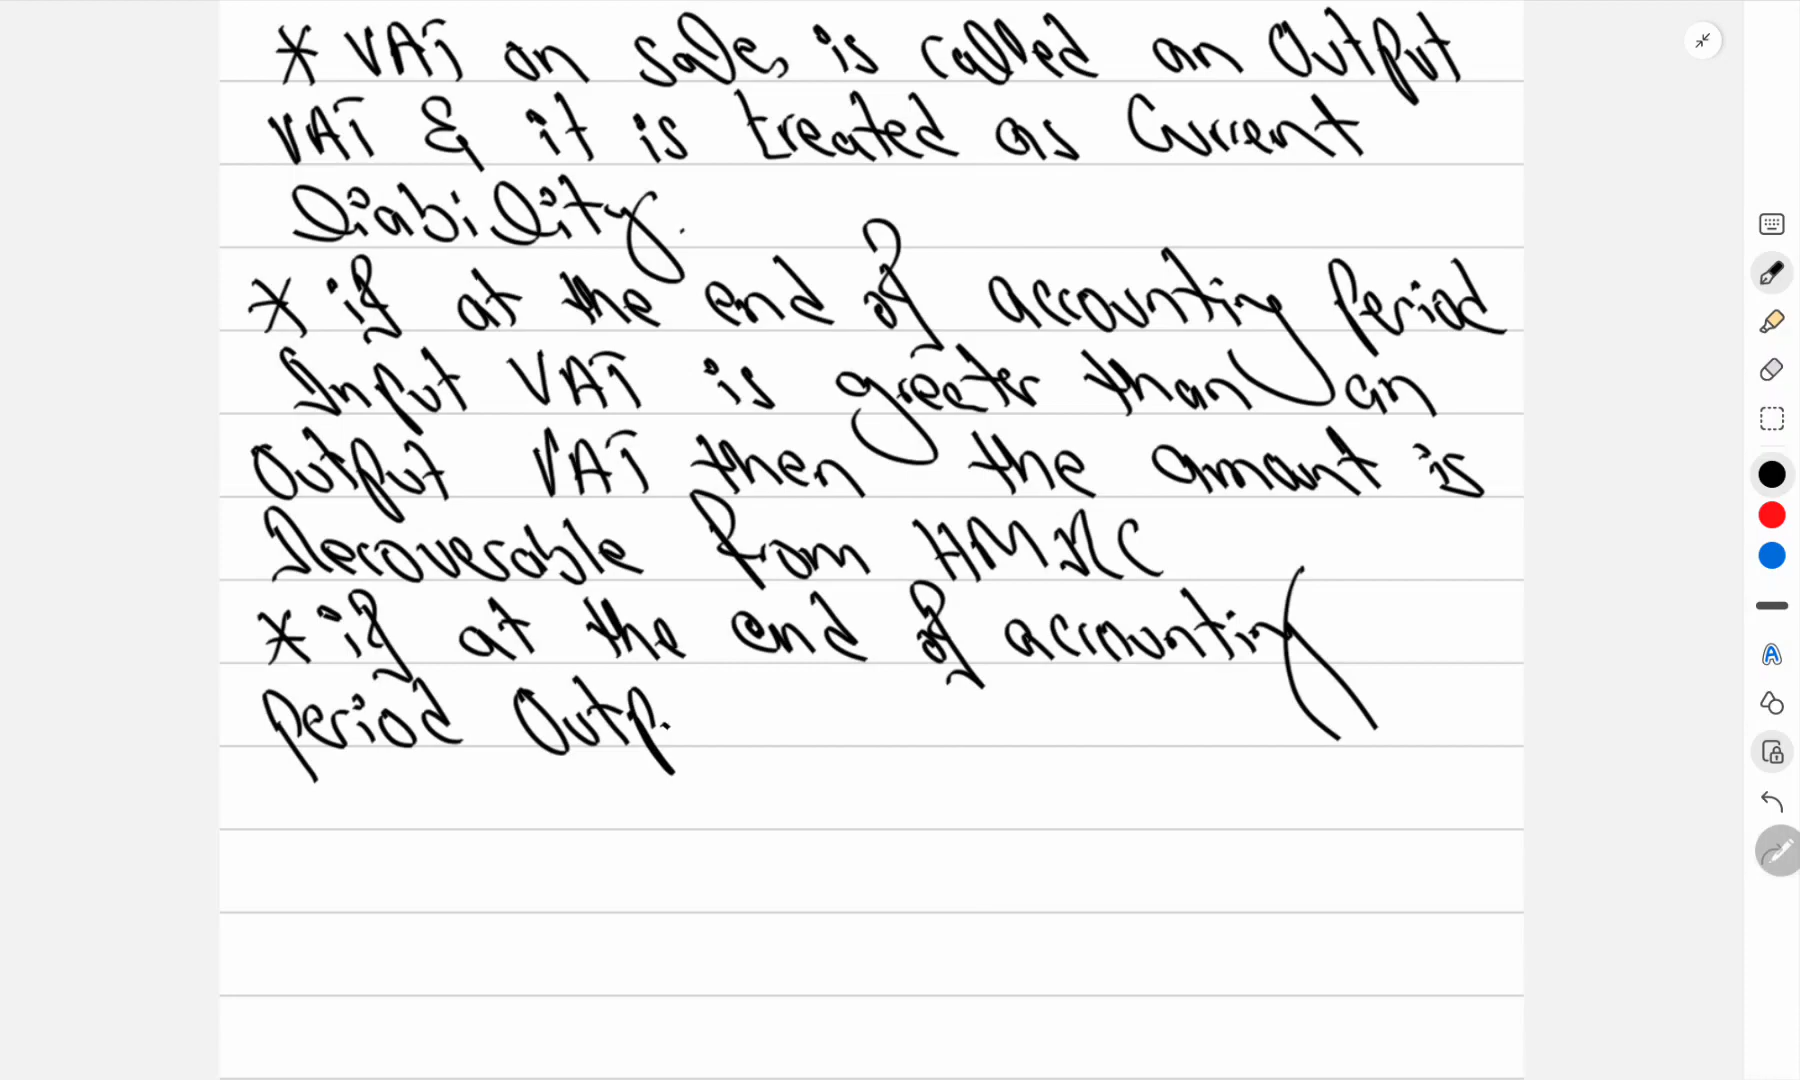 * VAT on sale, is called an Output
VAT & it is treated as Current
liability.
* if at the end of accounting Period
Input VAT is greater than an
Output VAT then the amount is
Recoverable from HMRC
* if at the end of accounting
period Outp.